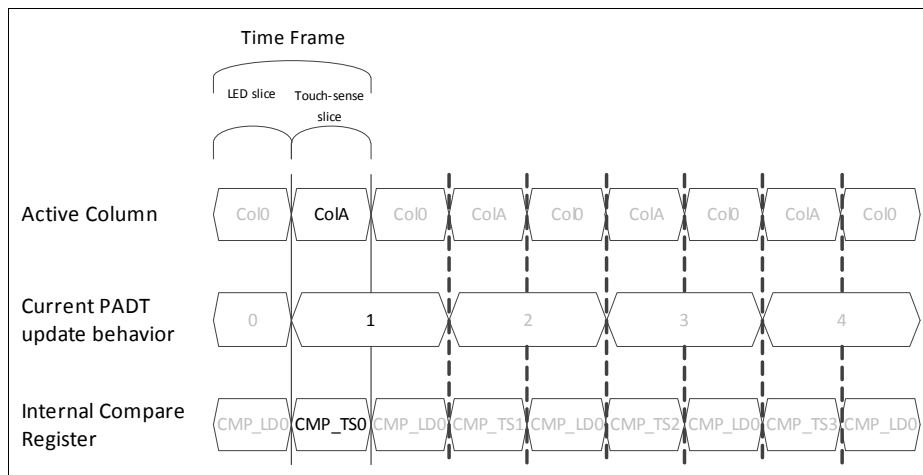 Time Frame
LED slice Touch-sense
slice
Active Column Col0 ColA Col0 ColA Col0 ColA Col0 ColA Col0
Current PADT
update behavior 0 1 2 3 4
Internal Compare
Register CMP_LD0 CMP_TS0 CMP_LD0 CMP_TS1 CMP_LD0 CMP_TS2 CMP_LD0 CMP_TS3 CMP_LD0